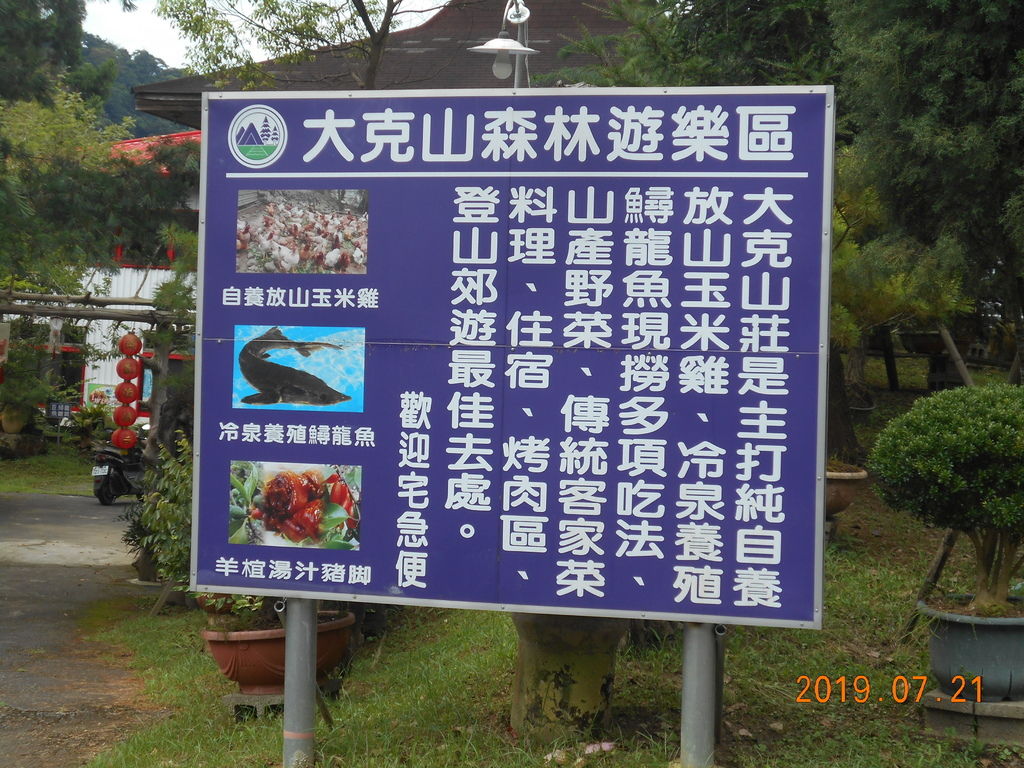 大克山森林遊樂區
大克山莊是主打純自養
放山玉米雞、冷泉養殖
鱘龍魚現撈多項吃法、
山產野菜、傳統客家菜
料理、住宿、烤肉區、
登山郊遊最佳去處。
歡迎宅急便
自養放山玉米雞
冷泉養殖鱘龍魚
羊楦湯汁豬脚
2019.07.21